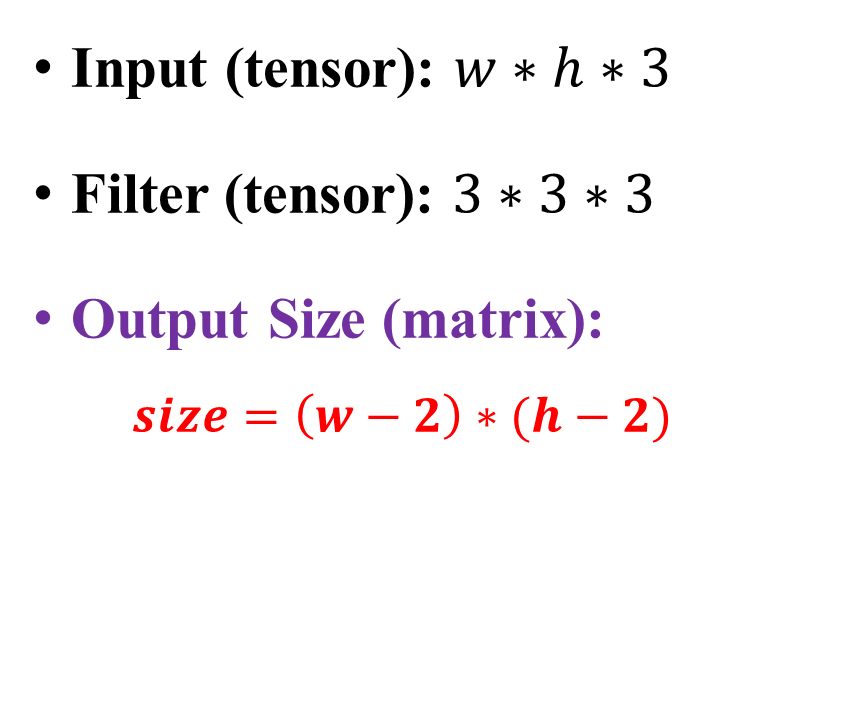 • Input (tensor): w * h * 3
• Filter (tensor): 3 * 3 * 3
• Output Size (matrix):
size = (w − 2) * (h − 2)